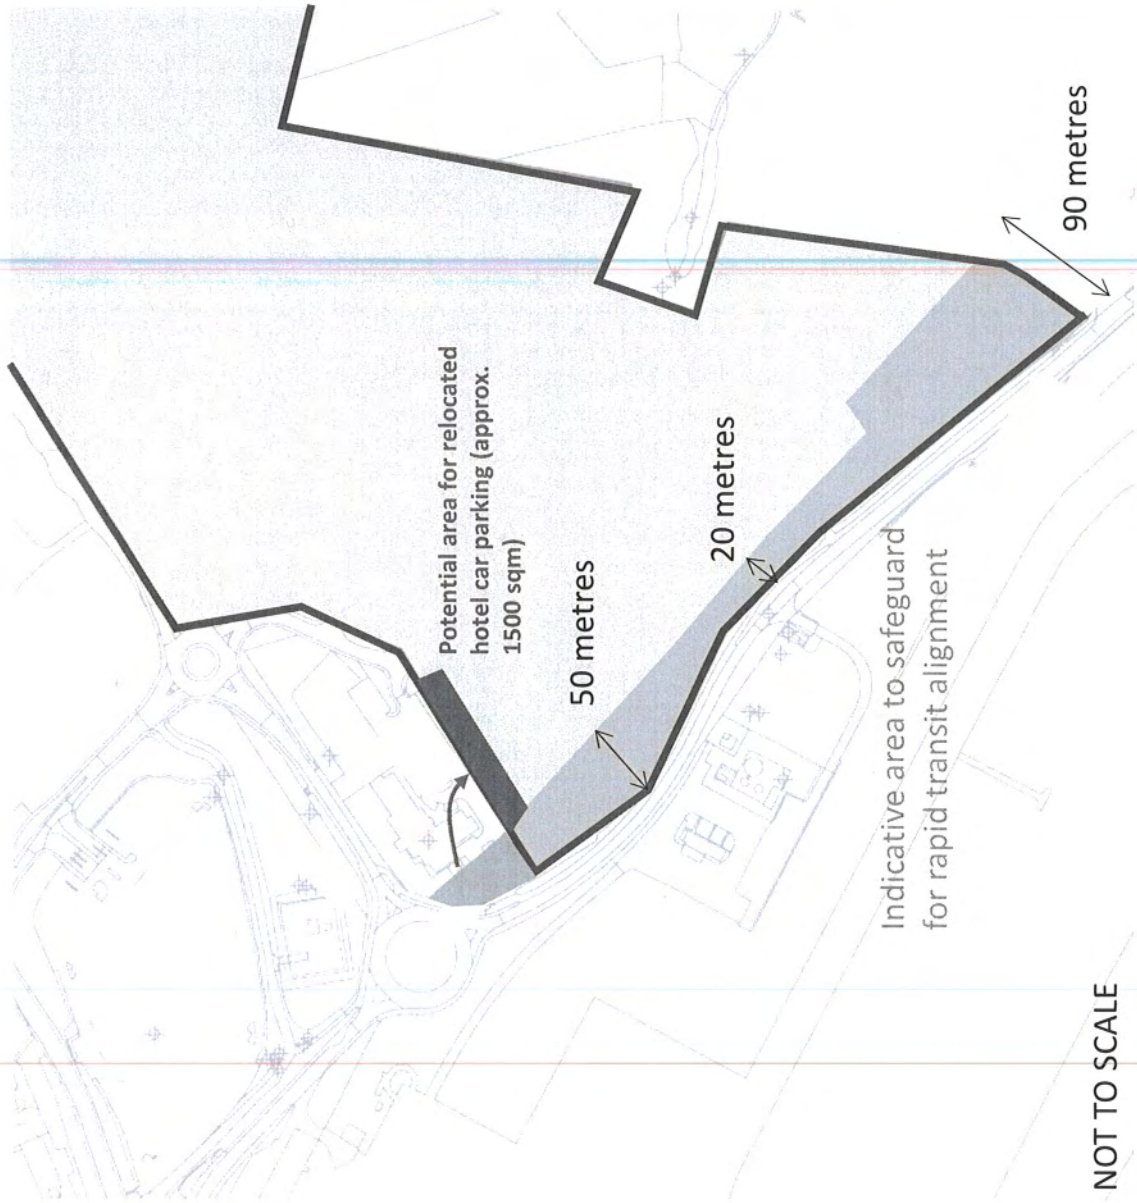 Potential area for relocated
hotel car parking (approx.
1500 sqm)
50 metres
20 metres
90 metres
Indicative area to safeguard
for rapid transit alignment
NOT TO SCALE